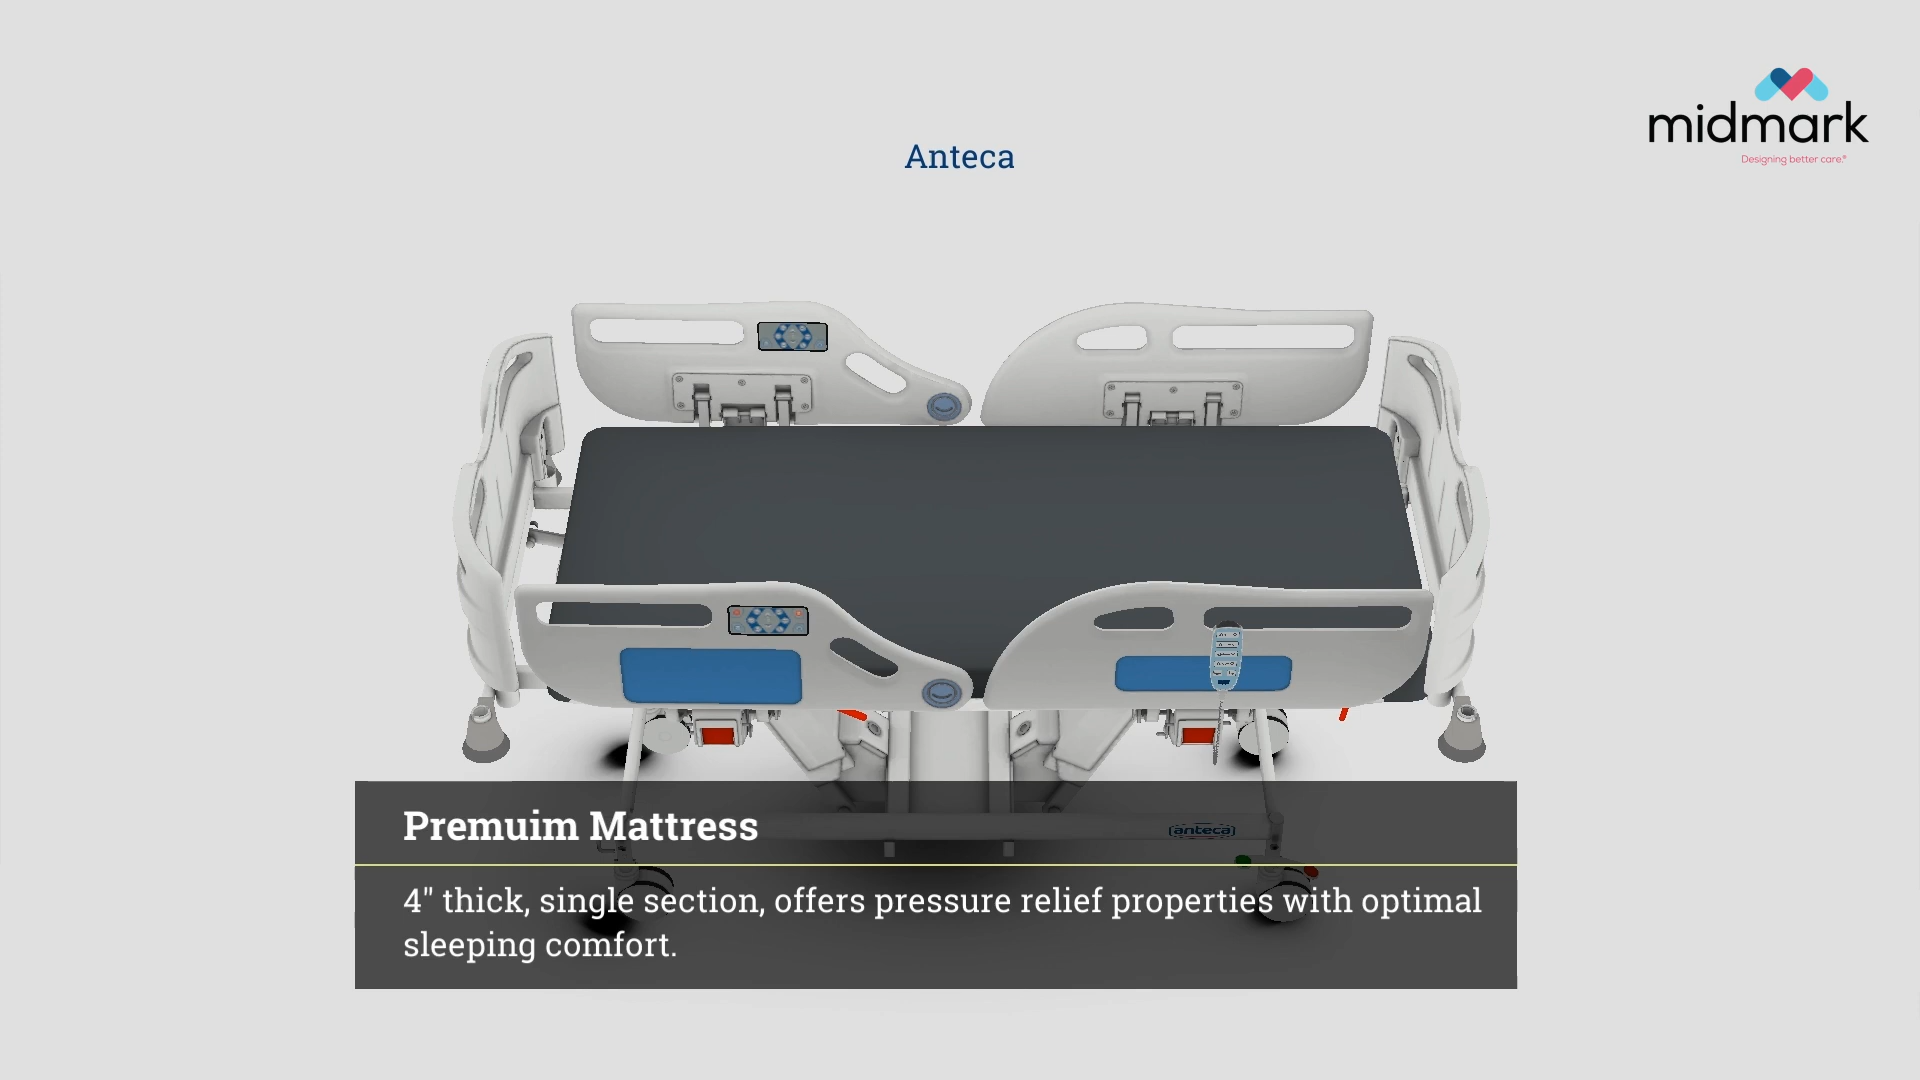 midmark
Designing better care.®
Anteca
anteca
Premuim Mattress
4" thick, single section, offers pressure relief properties with optimal
sleeping comfort.